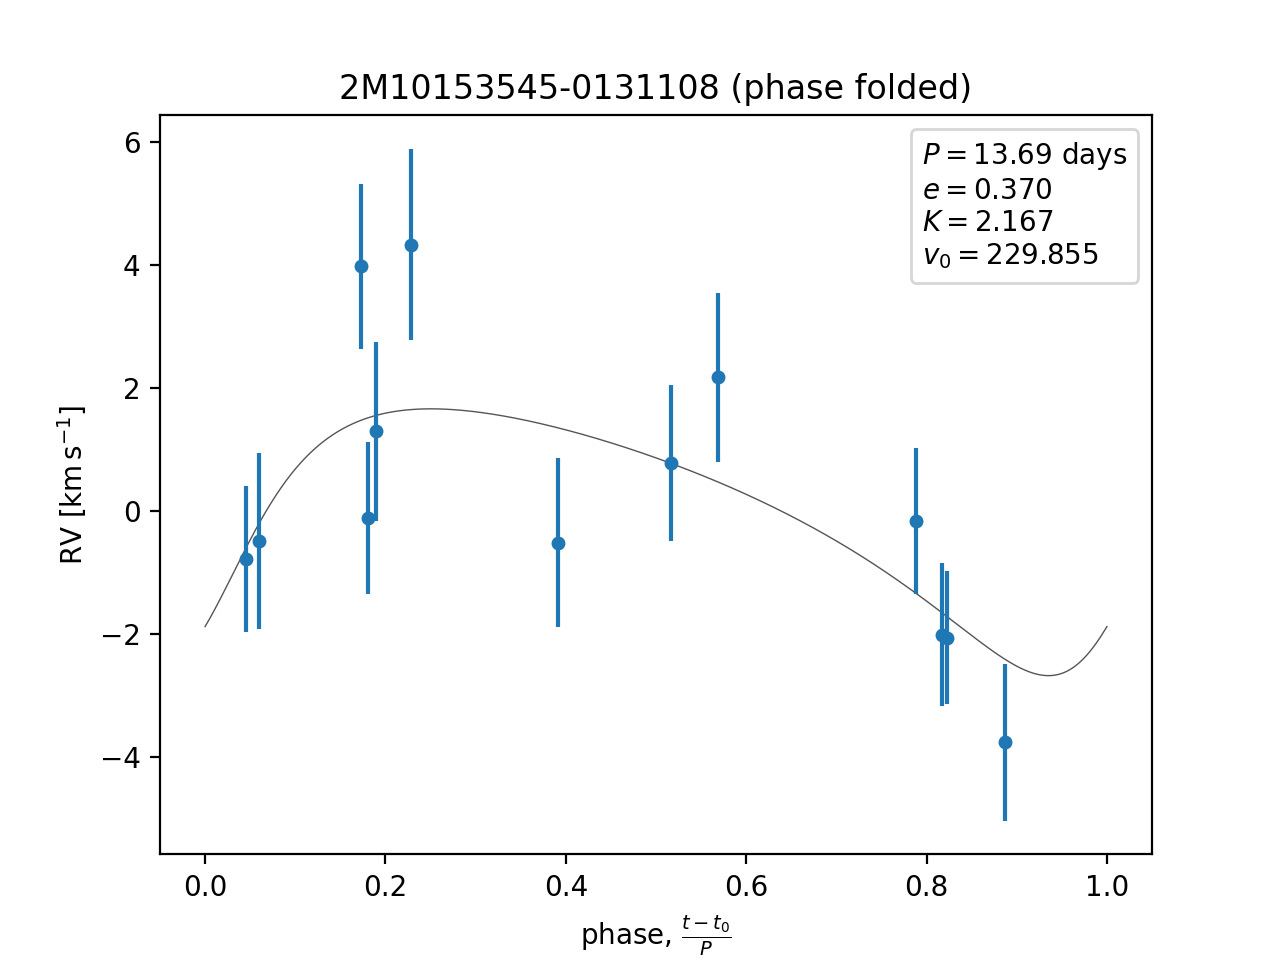 2M10153545-0131108 (phase folded)
P = 13.69 days
e = 0.370
K = 2.167
v₀ = 229.855
RV [km s⁻¹]
6
4
2
0
−2
−4
0.0 0.2 0.4 0.6 0.8 1.0
phase, (t − t₀)/P